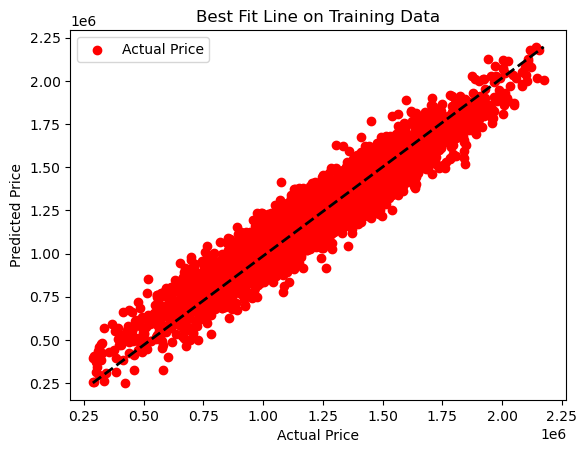 Best Fit Line on Training Data
1e6
Actual Price
2.25
2.00
1.75
1.50
1.25
1.00
0.75
0.50
0.25
Predicted Price
0.25 0.50 0.75 1.00 1.25 1.50 1.75 2.00 2.25
Actual Price
1e6